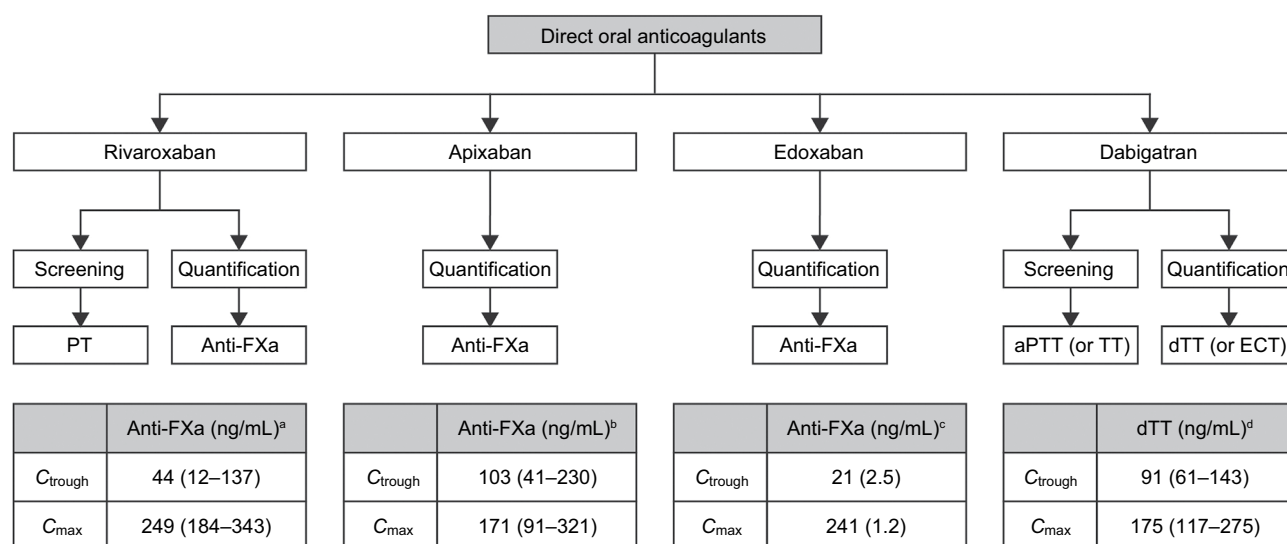 Direct oral anticoagulants
Rivaroxaban
Apixaban
Edoxaban
Dabigatran
Screening
Quantification
Quantification
Quantification
Screening
Quantification
PT
Anti-FXa
Anti-FXa
Anti-FXa
aPTT (or TT)
dTT (or ECT)
Anti-FXa (ng/mL)a
Ctrough 44 (12–137)
Cmax 249 (184–343)
Anti-FXa (ng/mL)b
Ctrough 103 (41–230)
Cmax 171 (91–321)
Anti-FXa (ng/mL)c
Ctrough 21 (2.5)
Cmax 241 (1.2)
dTT (ng/mL)d
Ctrough 91 (61–143)
Cmax 175 (117–275)